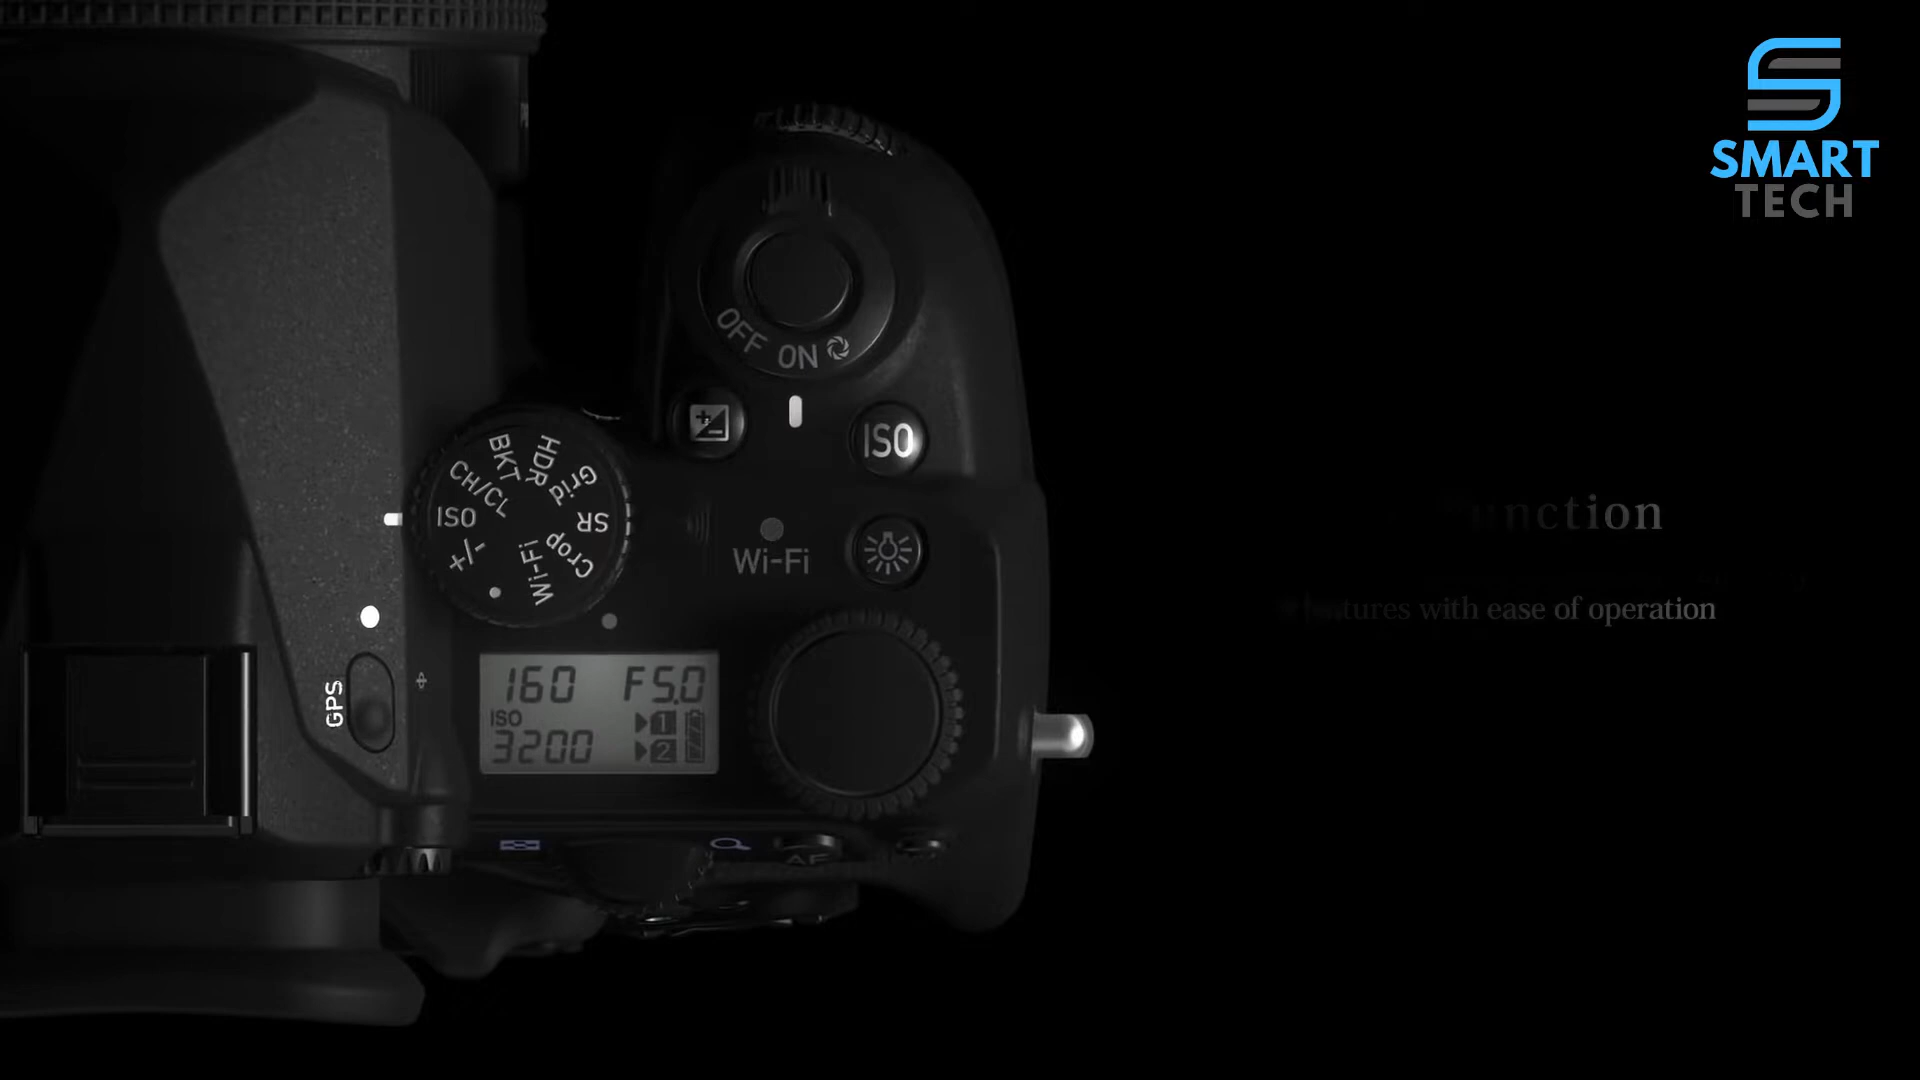 SMART
TECH
OFF ON
ISO
BKT
HDR
Grid
CH/CL
ISO
SR
+/-
Wi-Fi
Crop
Wi-Fi
GPS
160 F5.0
ISO
3200
1
2
AF
unction
tures with ease of operation